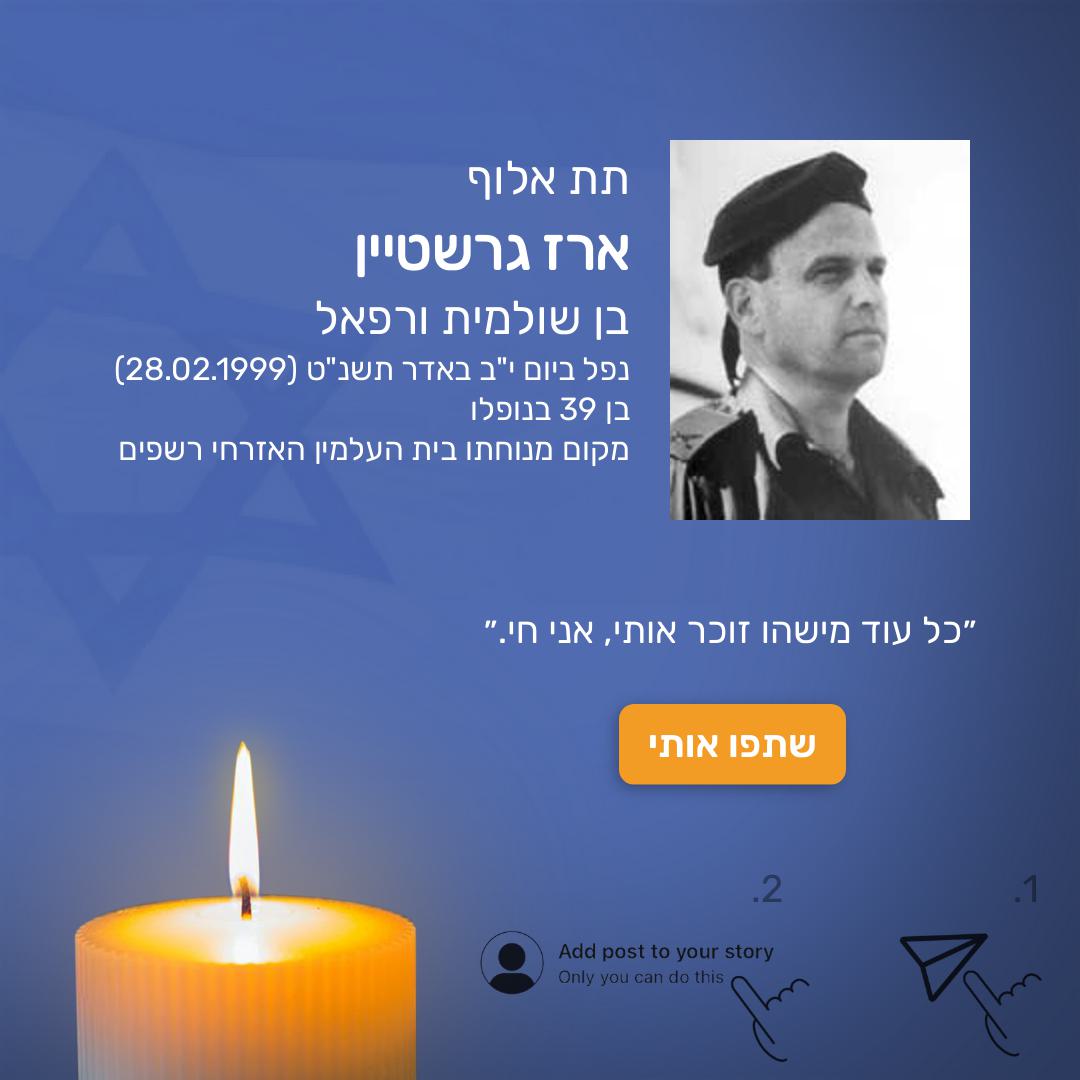 תת אלוף
ארז גרשטיין
בן שולמית ורפאל
נפל ביום י"ב באדר תשנ"ט (28.02.1999)
בן 39 בנופלו
מקום מנוחתו בית העלמין האזרחי רשפים
״כל עוד מישהו זוכר אותי, אני חי.״
שתפו אותי
.1
.2
Add post to your story
Only you can do this